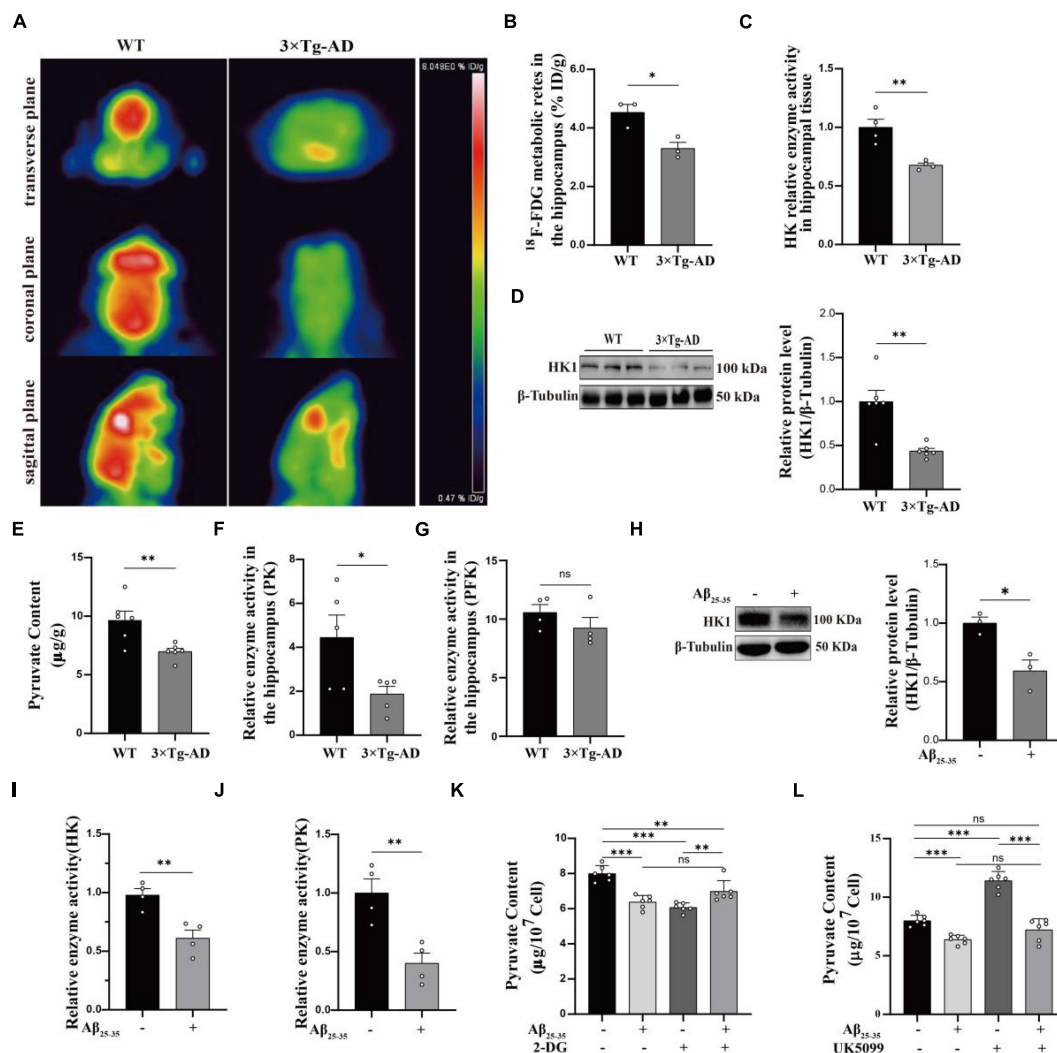 A
WT
3×Tg-AD
transverse plane
coronal plane
sagittal plane
8.048E0 % ID/g
0.47 % ID/g
B
18F-FDG metabolic retes in
the hippocampus (% ID/g)
6.0
4.0
2.0
0.0
*
WT
3×Tg-AD
C
HK relative enzyme activity
in hippocampal tissue
1.5
1.0
0.5
0.0
**
WT
3×Tg-AD
D
WT
3×Tg-AD
HK1
100 kDa
β-Tubulin
50 kDa
Relative protein level
(HK1/β-Tubulin)
2.0
1.5
1.0
0.5
0.0
**
WT
3×Tg-AD
E
Pyruvate Content
(μg/g)
15
10
5
0
**
WT
3×Tg-AD
F
Relative enzyme activity in
the hippocampus (PK)
8
6
4
2
0
*
WT
3×Tg-AD
G
Relative enzyme activity in
the hippocampus (PFK)
15
10
5
0
ns
WT
3×Tg-AD
H
Aβ25-35
-
+
HK1
100 KDa
β-Tubulin
50 KDa
Relative protein level
(HK1/β-Tubulin)
1.5
1.0
0.5
0.0
*
Aβ25-35
-
+
I
Relative enzyme activity(HK)
1.5
1.0
0.5
0.0
**
Aβ25-35
-
+
J
Relative enzyme activity(PK)
1.5
1.0
0.5
0.0
**
Aβ25-35
-
+
K
Pyruvate Content
(μg/10^7 Cell)
10
8
6
4
2
0
**
***
*** ns **
Aβ25-35 - + - +
2-DG - - + +
L
Pyruvate Content
(μg/10^7 Cell)
15
10
5
0
ns
*** ***
*** ns
Aβ25-35 - + - +
UK5099 - - + +